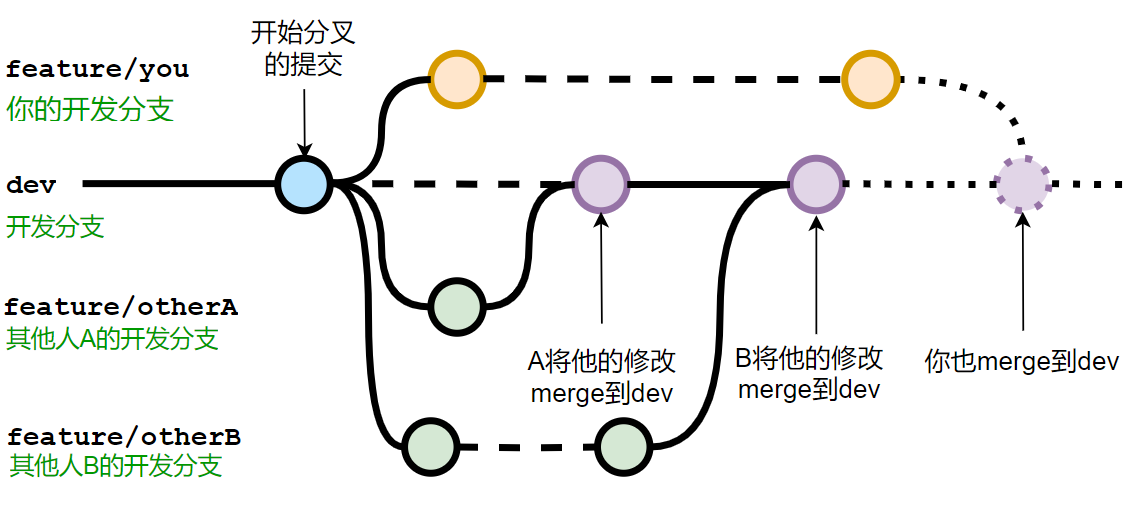 开始分叉
的提交
feature/you
你的开发分支
dev
开发分支
feature/otherA
其他人A的开发分支
A将他的修改
merge到dev
B将他的修改
merge到dev
你也merge到dev
feature/otherB
其他人B的开发分支